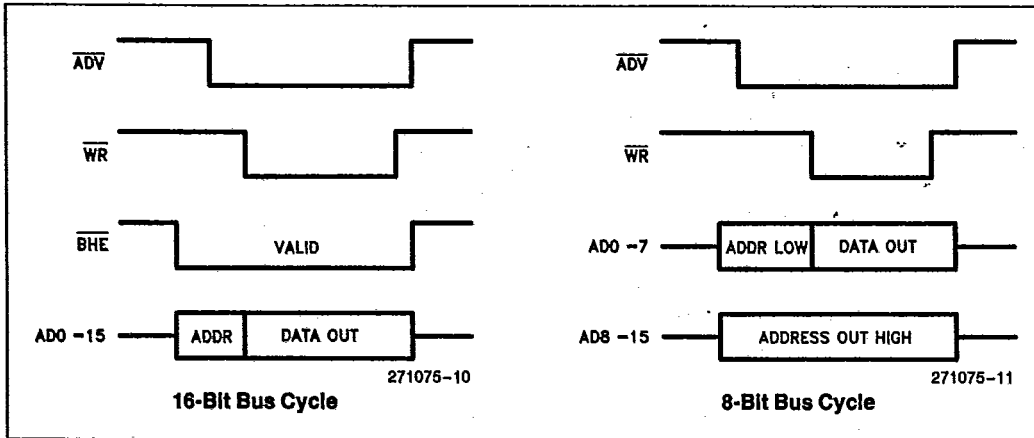 ADV
WR
BHE
VALID
AD0 -15
ADDR
DATA OUT
271075-10
16-Bit Bus Cycle
ADV
WR
AD0 -7
ADDR LOW
DATA OUT
AD8 -15
ADDRESS OUT HIGH
271075-11
8-Bit Bus Cycle